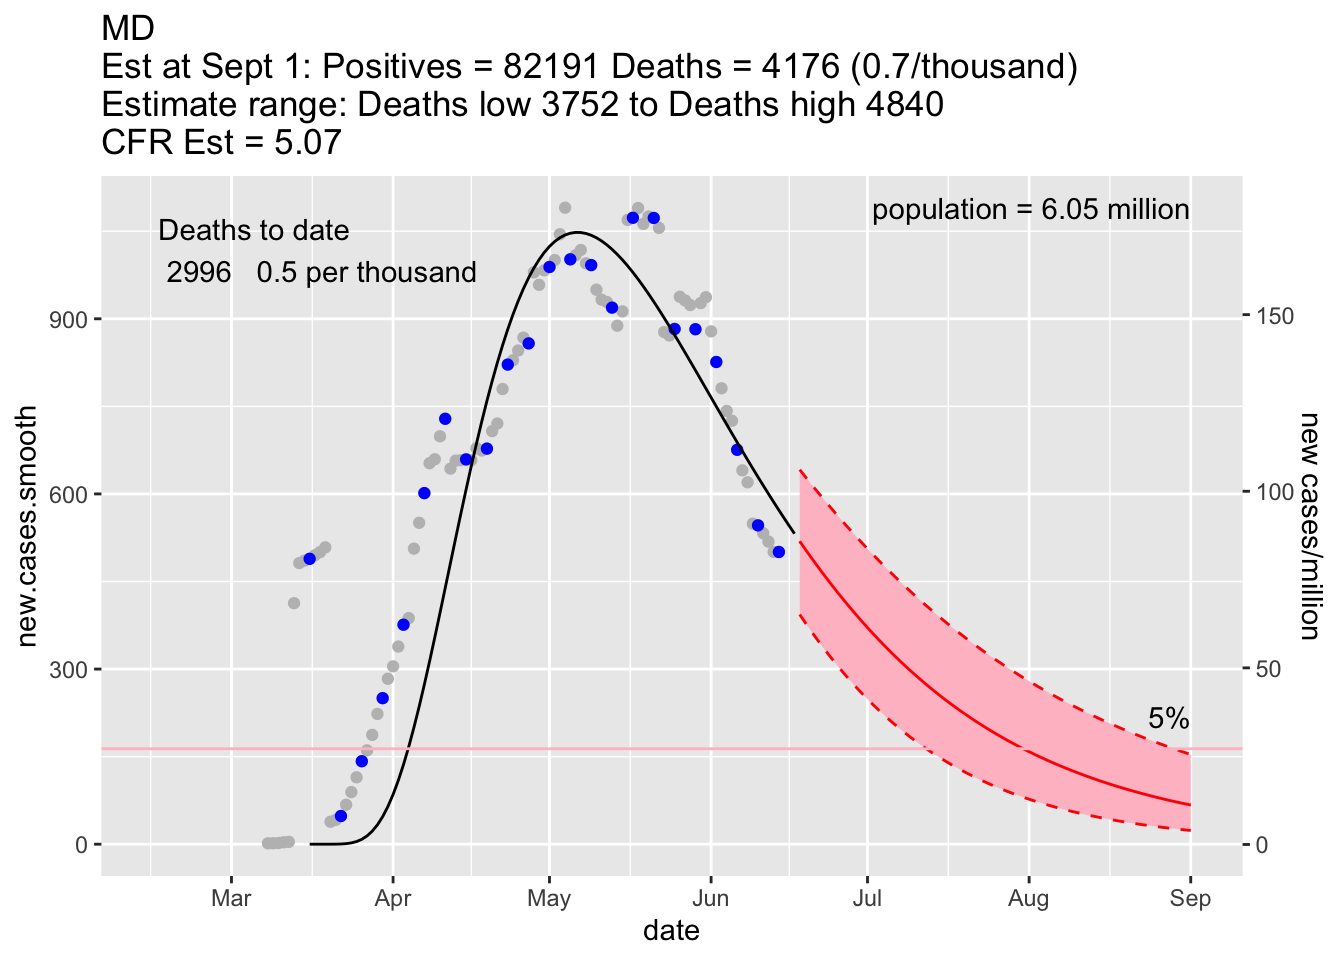 MD
Est at Sept 1: Positives = 82191 Deaths = 4176 (0.7/thousand)
Estimate range: Deaths low 3752 to Deaths high 4840
CFR Est = 5.07
population = 6.05 million
Deaths to date
2996 0.5 per thousand
900
600
300
0
new.cases.smooth
150
100
50
0
new cases/million
5%
Mar Apr May Jun Jul Aug Sep
date